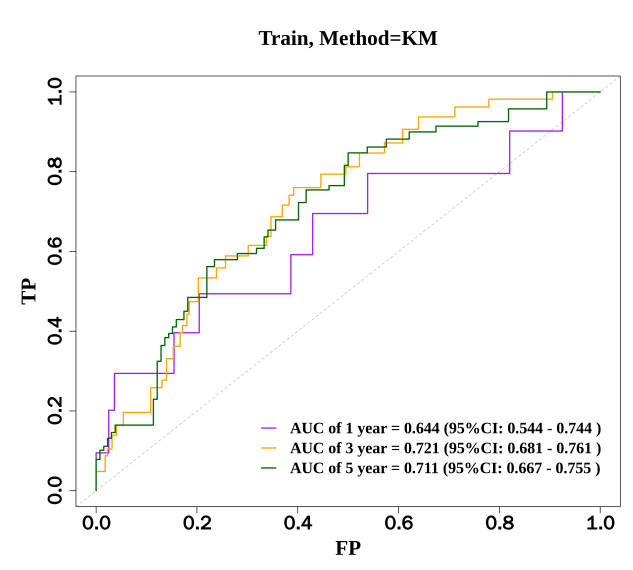 Train, Method=KM
1.0
0.8
0.6
0.4
0.2
0.0
TP
AUC of 1 year = 0.644 (95%CI: 0.544 - 0.744 )
AUC of 3 year = 0.721 (95%CI: 0.681 - 0.761 )
AUC of 5 year = 0.711 (95%CI: 0.667 - 0.755 )
0.0 0.2 0.4 0.6 0.8 1.0
FP